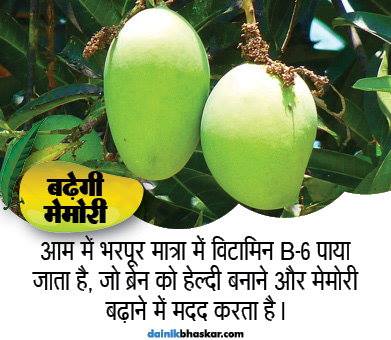 बढ़ेगी
मेमोरी
आम में भरपूर मात्रा में विटामिन B-6 पाया
जाता है, जो ब्रेन को हेल्दी बनाने और मेमोरी
बढ़ाने में मदद करता है।
dainikbhaskar.com